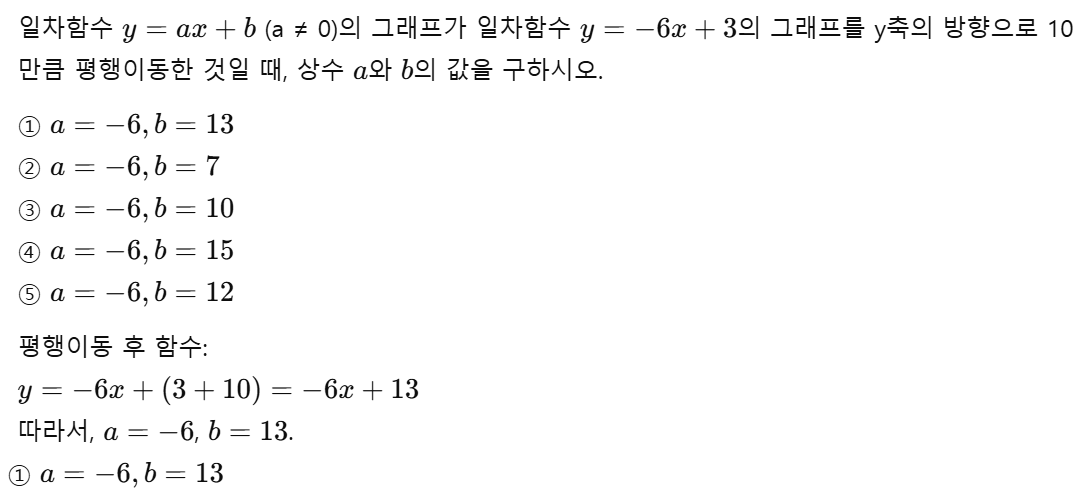 일차함수 y = ax + b (a ≠ 0)의 그래프가 일차함수 y = −6x + 3의 그래프를 y축의 방향으로 10
만큼 평행이동한 것일 때, 상수 a와 b의 값을 구하시오.
① a = −6, b = 13
② a = −6, b = 7
③ a = −6, b = 10
④ a = −6, b = 15
⑤ a = −6, b = 12
평행이동 후 함수:
y = −6x + (3 + 10) = −6x + 13
따라서, a = −6, b = 13.
① a = −6, b = 13